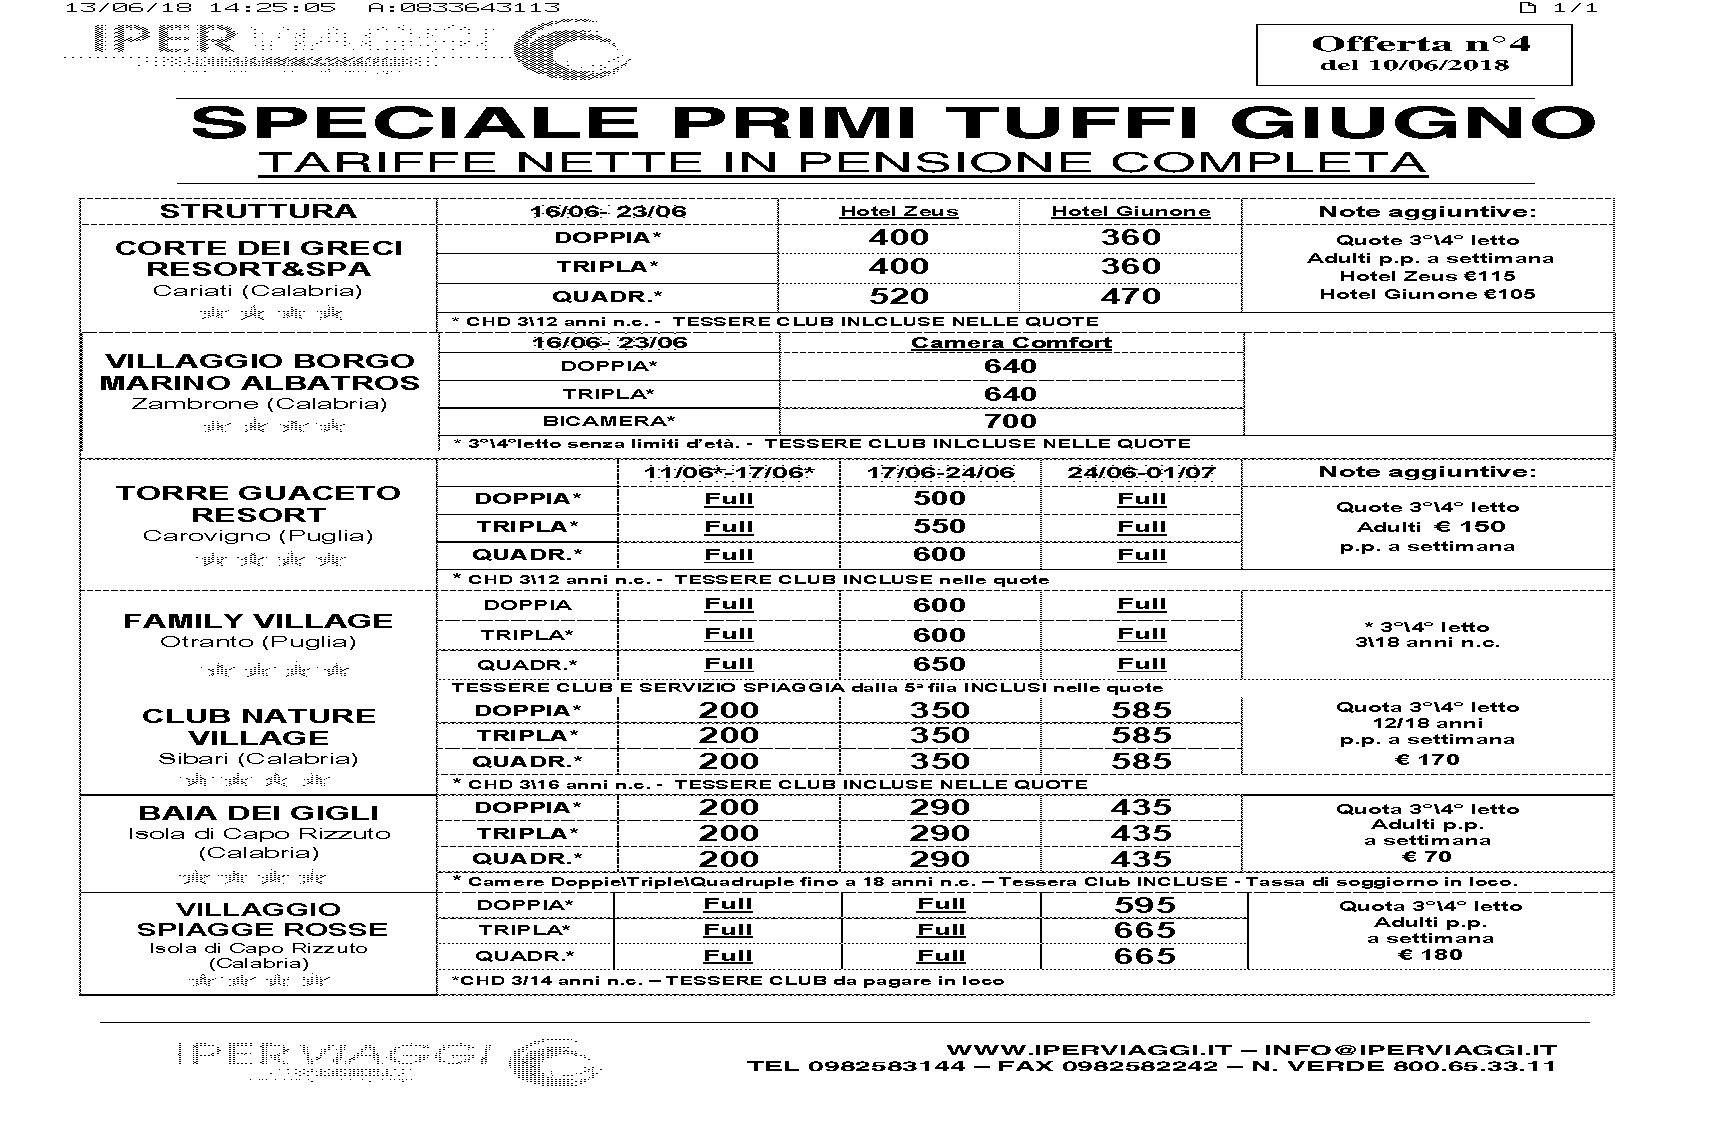 13/06/18 14:25:05 A:0833643113 1/1
IPERVIAGGI
Offerta n°4
del 10/06/2018
SPECIALE PRIMI TUFFI GIUGNO
TARIFFE NETTE IN PENSIONE COMPLETA
STRUTTURA 16/06- 23/06 Hotel Zeus Hotel Giunone Note aggiuntive:
CORTE DEI GRECI
RESORT&SPA
Cariati (Calabria)
DOPPIA* 400 360
TRIPLA* 400 360
QUADR.* 520 470
Quote 3°\4° letto
Adulti p.p. a settimana
Hotel Zeus €115
Hotel Giunone €105
* CHD 3\12 anni n.c. - TESSERE CLUB INLCLUSE NELLE QUOTE
VILLAGGIO BORGO
MARINO ALBATROS
Zambrone (Calabria)
16/06- 23/06 Camera Comfort
DOPPIA* 640
TRIPLA* 640
BICAMERA* 700
* 3°\4°letto senza limiti d'età. - TESSERE CLUB INLCLUSE NELLE QUOTE
11/06*-17/06* 17/06-24/06 24/06-01/07 Note aggiuntive:
TORRE GUACETO
RESORT
Carovigno (Puglia)
DOPPIA* Full 500 Full
TRIPLA* Full 550 Full
QUADR.* Full 600 Full
Quote 3°\4° letto
Adulti € 150
p.p. a settimana
* CHD 3\12 anni n.c. - TESSERE CLUB INCLUSE nelle quote
FAMILY VILLAGE
Otranto (Puglia)
DOPPIA Full 600 Full
TRIPLA* Full 600 Full
QUADR.* Full 650 Full
* 3°\4° letto
3\18 anni n.c.
TESSERE CLUB E SERVIZIO SPIAGGIA dalla 5ª fila INCLUSI nelle quote
CLUB NATURE
VILLAGE
Sibari (Calabria)
DOPPIA* 200 350 585
TRIPLA* 200 350 585
QUADR.* 200 350 585
Quota 3°\4° letto
12/18 anni
p.p. a settimana
€ 170
* CHD 3\16 anni n.c. - TESSERE CLUB INCLUSE NELLE QUOTE
BAIA DEI GIGLI
Isola di Capo Rizzuto
(Calabria)
DOPPIA* 200 290 435
TRIPLA* 200 290 435
QUADR.* 200 290 435
Quota 3°\4° letto
Adulti p.p.
a settimana
€ 70
* Camere Doppie\Triple\Quadruple fino a 18 anni n.c. – Tessera Club INCLUSE - Tassa di soggiorno in loco.
VILLAGGIO
SPIAGGE ROSSE
Isola di Capo Rizzuto
(Calabria)
DOPPIA* Full Full 595
TRIPLA* Full Full 665
QUADR.* Full Full 665
Quota 3°\4° letto
Adulti p.p.
a settimana
€ 180
*CHD 3/14 anni n.c. – TESSERE CLUB da pagare in loco
IPERVIAGGI
WWW.IPERVIAGGI.IT – INFO@IPERVIAGGI.IT
TEL 0982583144 – FAX 0982582242 – N. VERDE 800.65.33.11